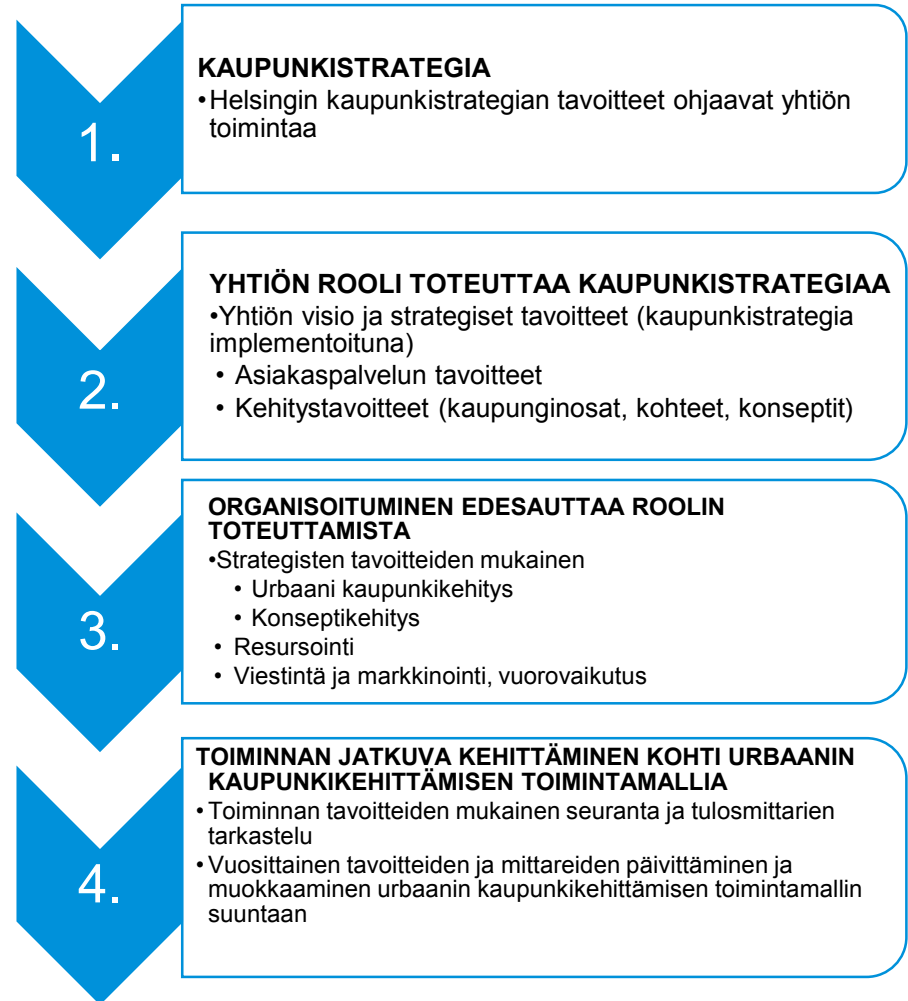 1.
KAUPUNKISTRATEGIA
•Helsingin kaupunkistrategian tavoitteet ohjaavat yhtiön
toimintaa
2.
YHTIÖN ROOLI TOTEUTTAA KAUPUNKISTRATEGIAA
•Yhtiön visio ja strategiset tavoitteet (kaupunkistrategia
implementoituna)
• Asiakaspalvelun tavoitteet
• Kehitystavoitteet (kaupunginosat, kohteet, konseptit)
3.
ORGANISOITUMINEN EDESAUTTAA ROOLIN
TOTEUTTAMISTA
•Strategisten tavoitteiden mukainen
• Urbaani kaupunkikehitys
• Konseptikehitys
• Resursointi
• Viestintä ja markkinointi, vuorovaikutus
4.
TOIMINNAN JATKUVA KEHITTÄMINEN KOHTI URBAANIN
KAUPUNKIKEHITTÄMISEN TOIMINTAMALLIA
• Toiminnan tavoitteiden mukainen seuranta ja tulosmittarien
tarkastelu
• Vuosittainen tavoitteiden ja mittareiden päivittäminen ja
muokkaaminen urbaanin kaupunkikehittämisen toimintamallin
suuntaan